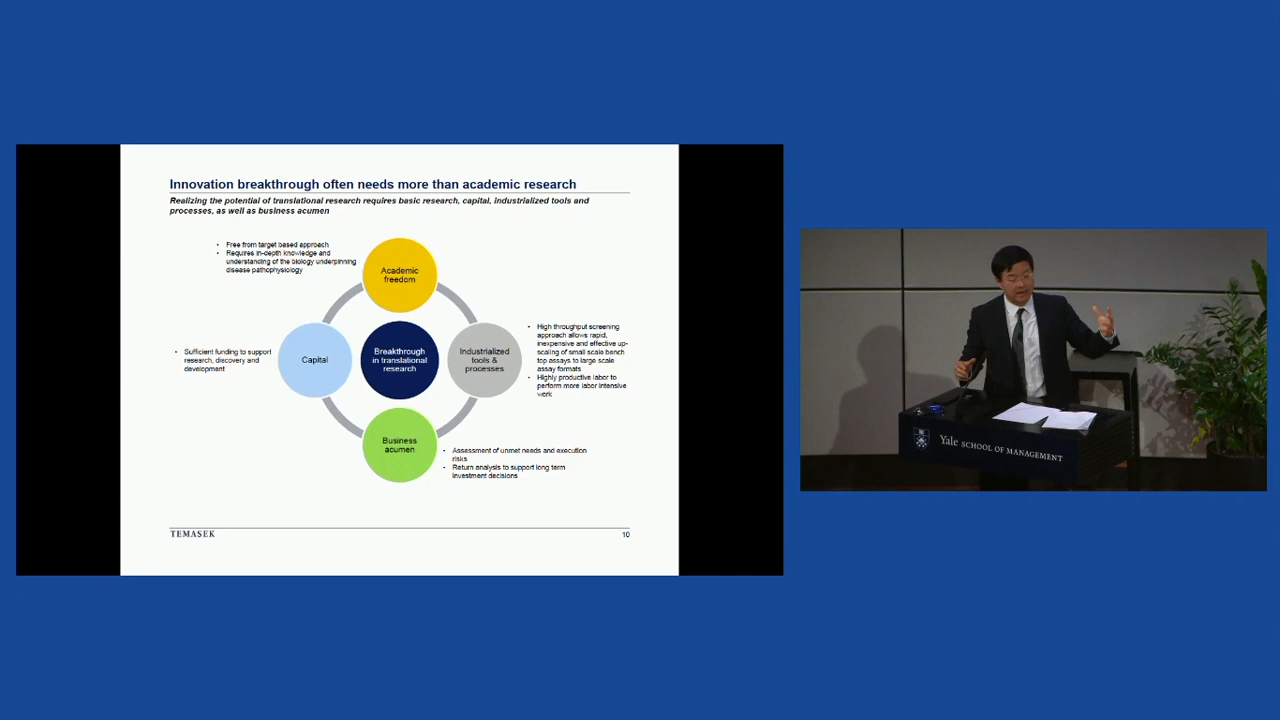 Innovation breakthrough often needs more than academic research
Realizing the potential of translational research requires basic research, capital, industrialized tools and
processes, as well as business acumen
• Free from target based approach
• Requires in-depth knowledge and
understanding of the biology underpinning
disease pathophysiology
Academic
freedom
• Sufficient funding to support
research, discovery and
development
Capital
Breakthrough
in translational
research
Industrialized
tools &
processes
• High throughput screening
approach allows rapid,
inexpensive and effective up-
scaling of small scale bench
top assays to large scale
assay formats
• Highly productive labor to
perform more labor intensive
work
Business
acumen
• Assessment of unmet needs and execution
risks
• Return analysis to support long term
investment decisions
TEMASEK
10
Yale SCHOOL OF MANAGEMENT